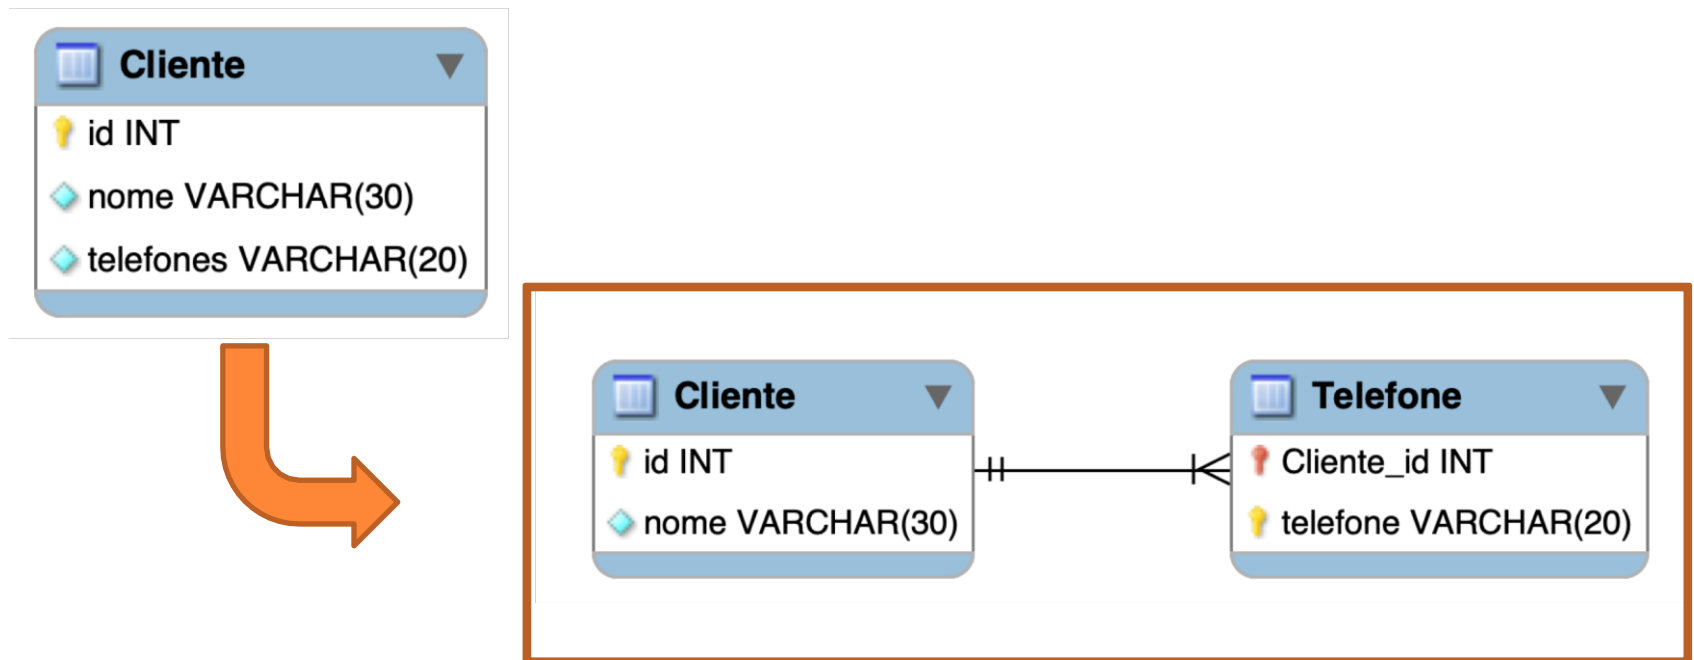 Cliente
id INT
nome VARCHAR(30)
telefones VARCHAR(20)
Cliente
id INT
nome VARCHAR(30)
Telefone
Cliente_id INT
telefone VARCHAR(20)